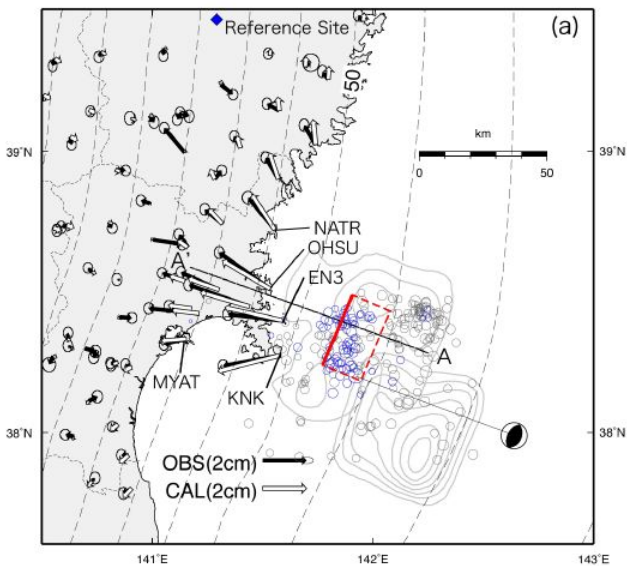 (a)
Reference Site
50
km
39°N
39°N
0
50
NATR
OHSU
EN3
A'
A
MYAT
KNK
38°N
38°N
OBS(2cm)
CAL(2cm)
141°E
142°E
143°E